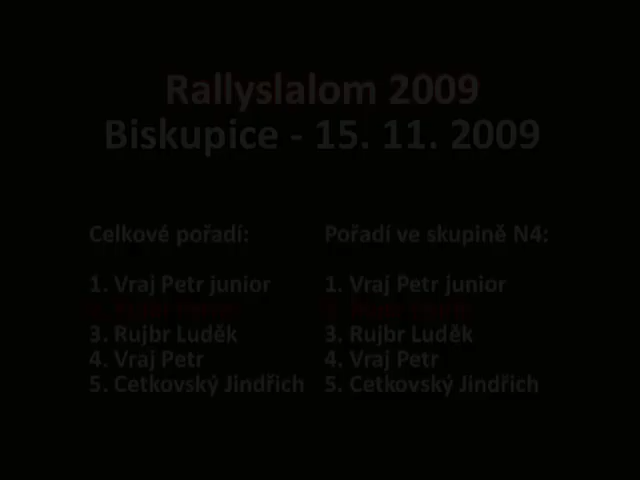 Rallyslalom 2009
Biskupice - 15. 11. 2009
Celkové pořadí:
1. Vraj Petr junior
2.
3. Rujbr Luděk
4. Vraj Petr
5. Cetkovský Jindřich
Pořadí ve skupině N4:
1. Vraj Petr junior
2.
3. Rujbr Luděk
4. Vraj Petr
5. Cetkovský Jindřich